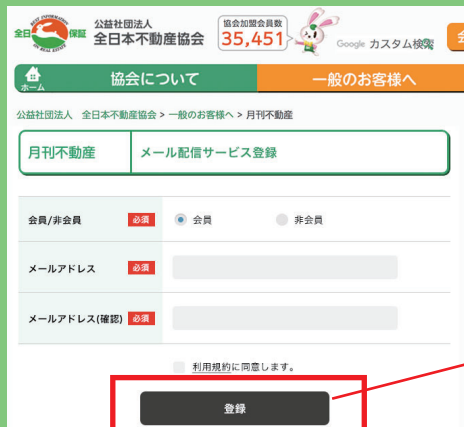 BEST INFORMATION
全日 保証
ON REAL ESTATE
公益社団法人
全日本不動産協会
協会加盟会員数
35,451
Google カスタム検索
会
ホーム
協会について
一般のお客様へ
公益社団法人 全日本不動産協会 > 一般のお客様へ > 月刊不動産
月刊不動産
メール配信サービス登録
会員/非会員 必須 会員 非会員
メールアドレス 必須
メールアドレス(確認) 必須
利用規約に同意します。
登録